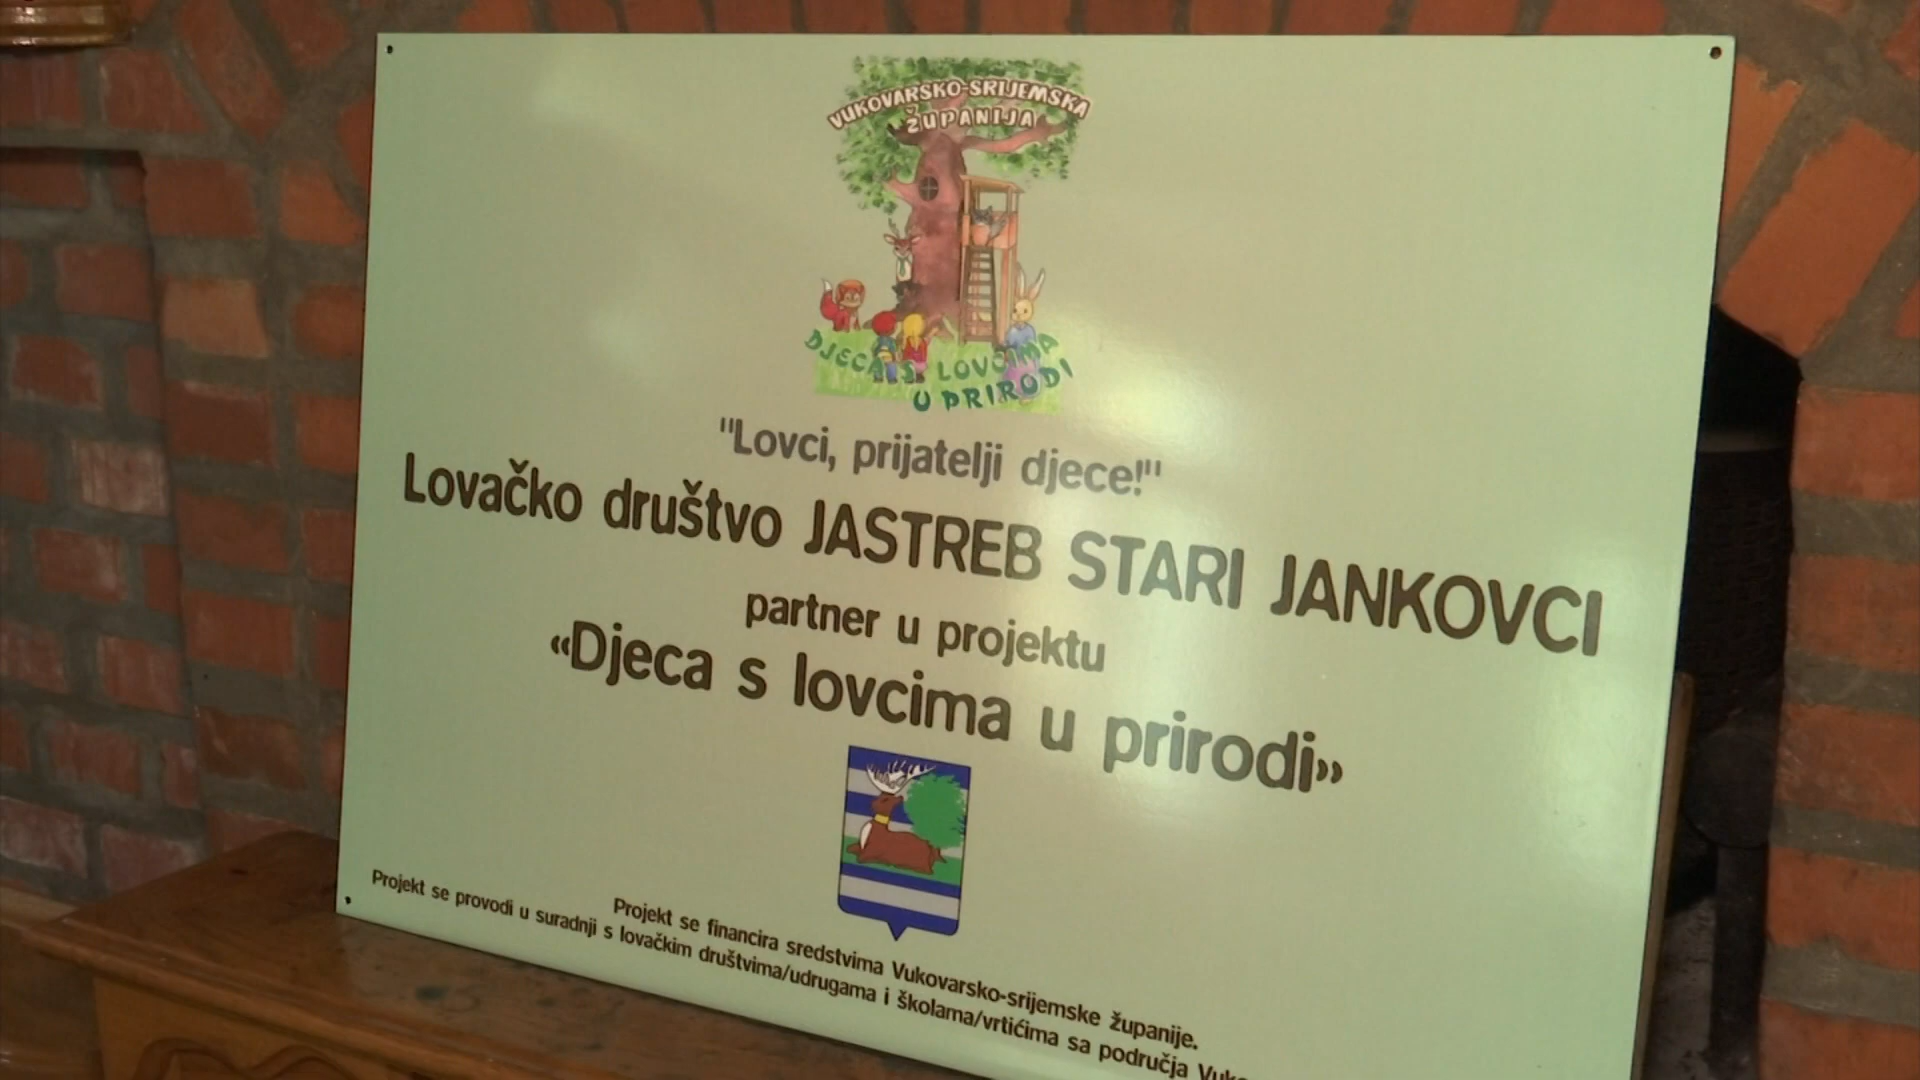 VUKOVARSKO-SRIJEMSKA
ŽUPANIJA
DJECA S LOVCIMA
U PRIRODI
"Lovci, prijatelji djece!"
Lovačko društvo JASTREB STARI JANKOVCI
partner u projektu
«Djeca s lovcima u prirodi»
Projekt se financira sredstvima Vukovarsko-srijemske županije.
Projekt se provodi u suradnji s lovačkim društvima/udrugama i školama/vrtićima sa područja